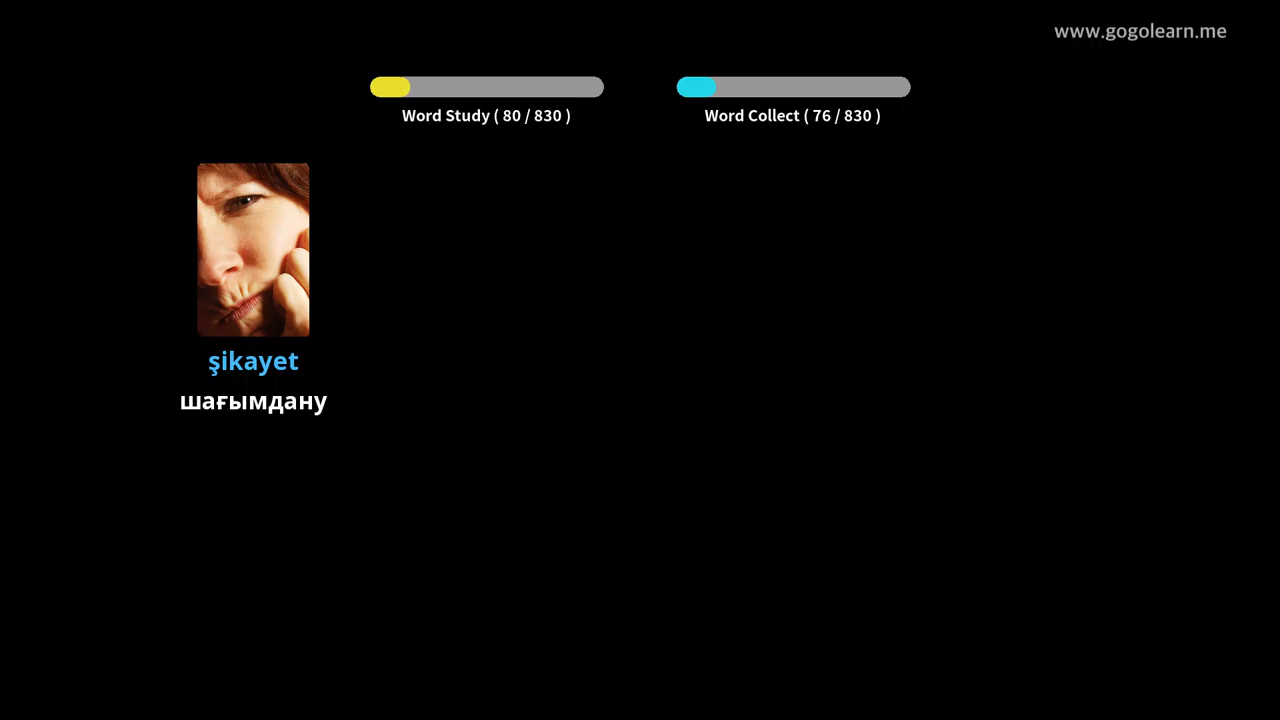 www.gogolearn.me
Word Study ( 80 / 830 )
Word Collect ( 76 / 830 )
şikayet
шағымдану